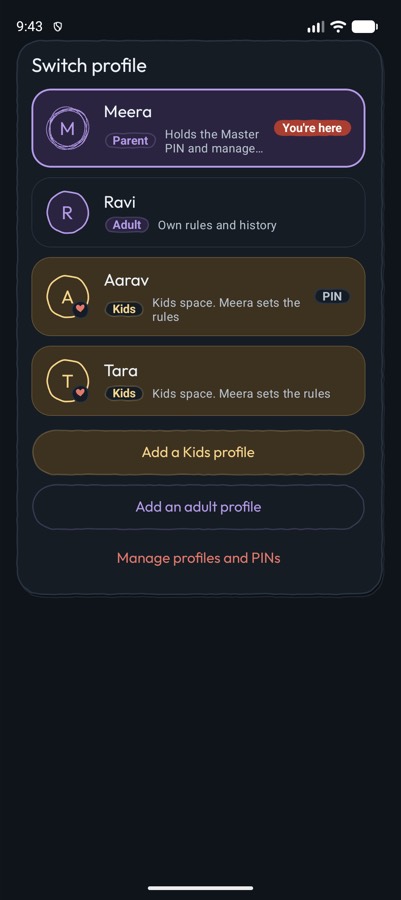 9:43
Switch profile
M
Meera
Parent
Holds the Master
PIN and manage…
You're here
R
Ravi
Adult
Own rules and history
A
Aarav
Kids
Kids space. Meera sets the
rules
PIN
T
Tara
Kids
Kids space. Meera sets the rules
Add a Kids profile
Add an adult profile
Manage profiles and PINs